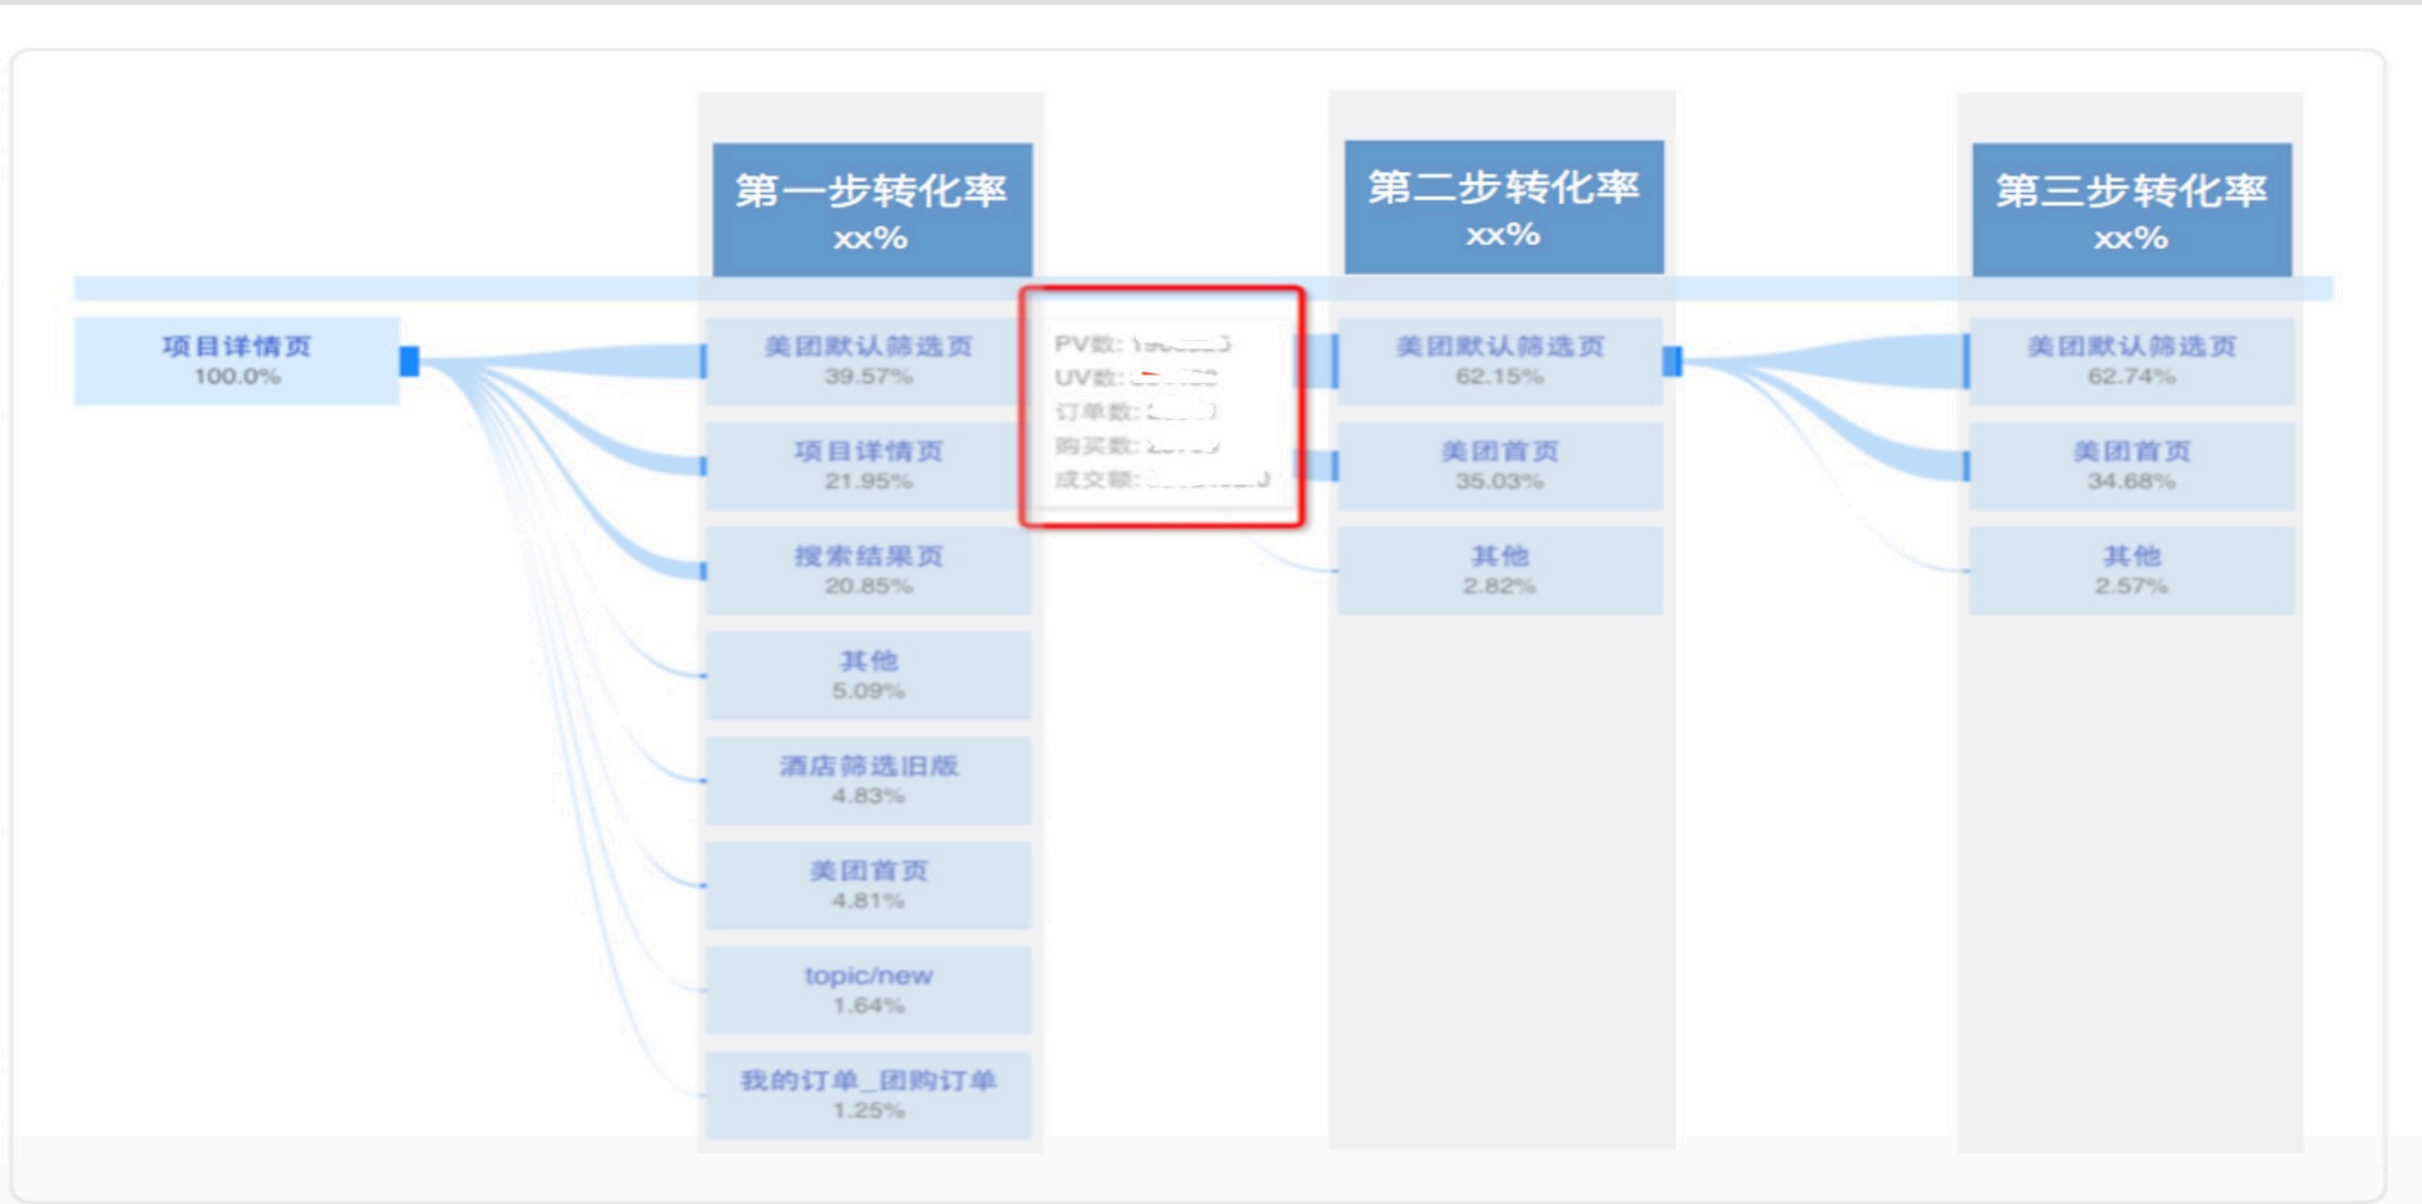 第一步转化率
xx%
第二步转化率
xx%
第三步转化率
xx%
项目详情页
100.0%
美团默认筛选页
39.57%
项目详情页
21.95%
搜索结果页
20.85%
其他
5.09%
酒店筛选旧版
4.83%
美团首页
4.81%
topic/new
1.64%
我的订单_团购订单
1.25%
PV数:
UV数:
订单数:
购买数:
成交额:
美团默认筛选页
62.15%
美团首页
35.03%
其他
2.82%
美团默认筛选页
62.74%
美团首页
34.68%
其他
2.57%